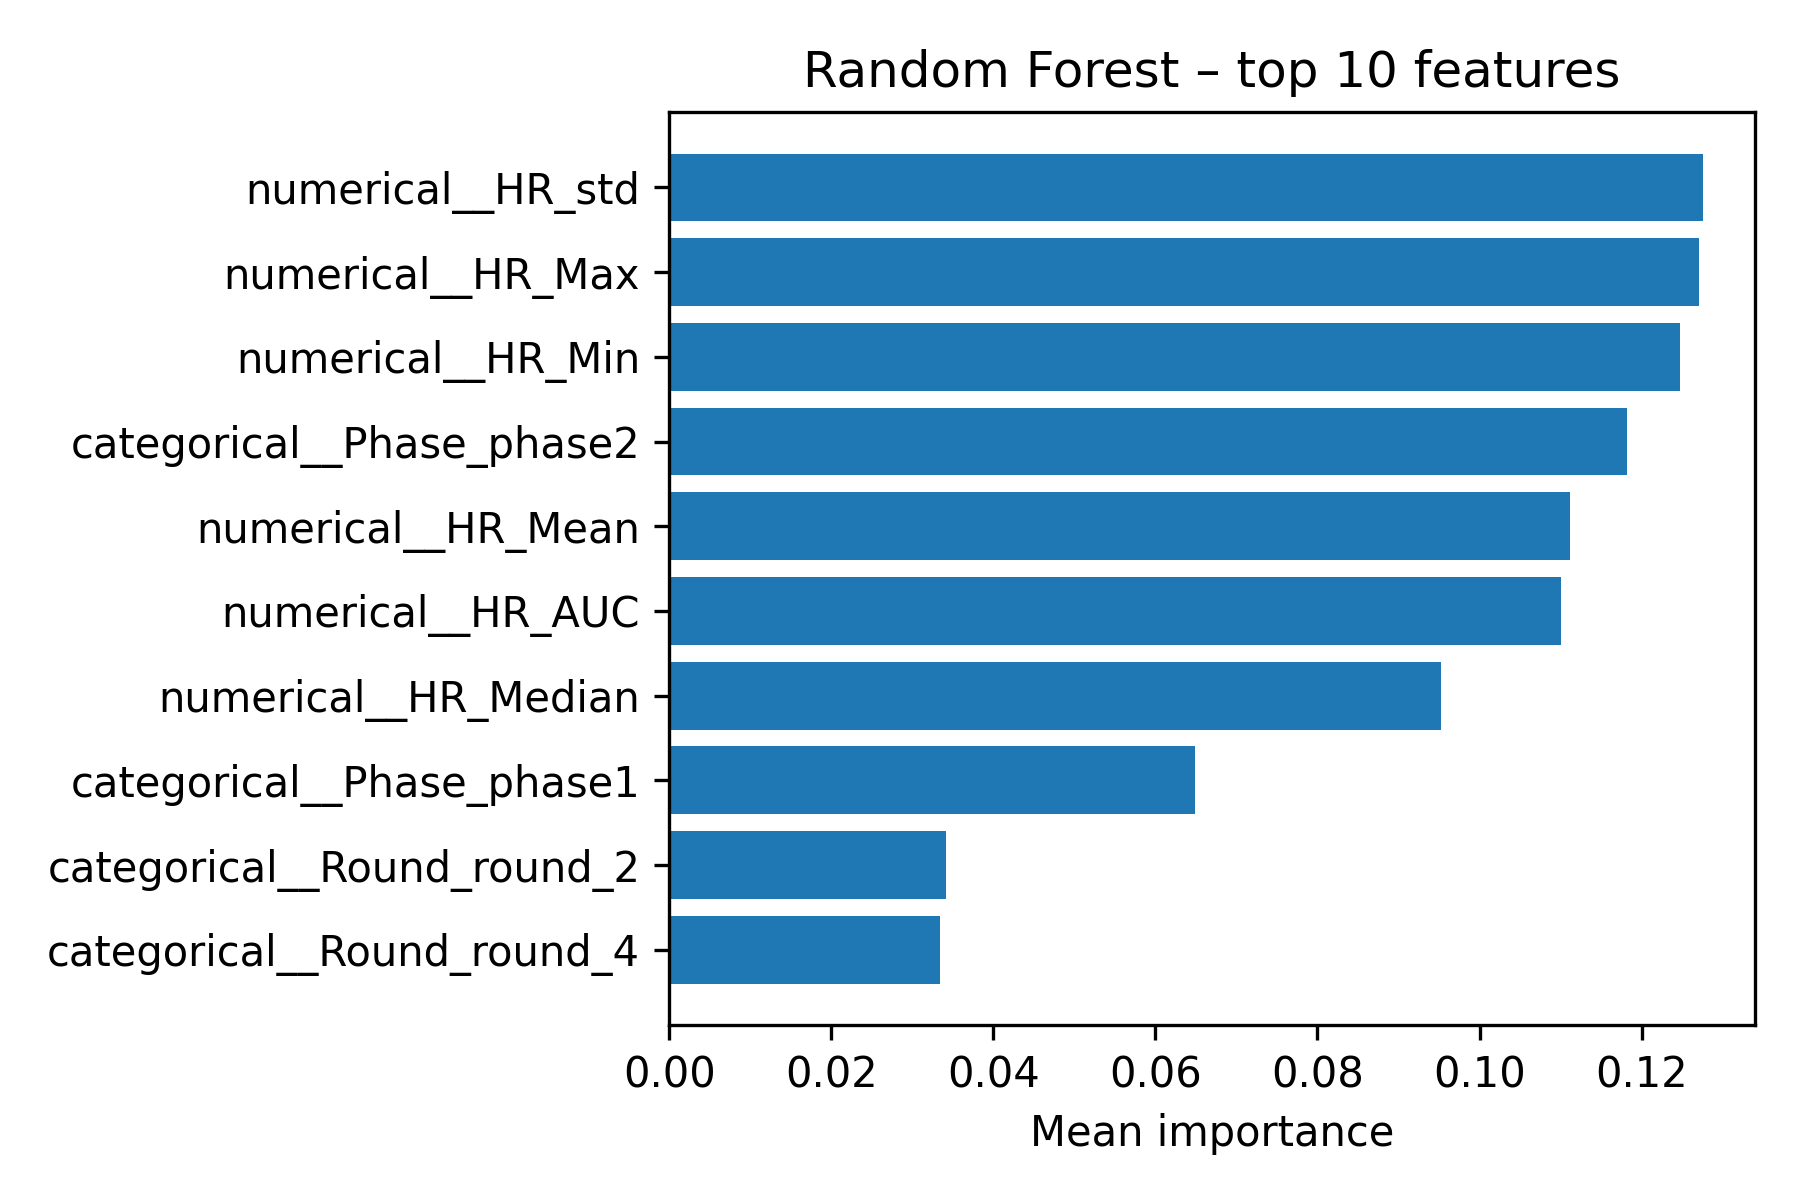 Random Forest – top 10 features
numerical__HR_std
numerical__HR_Max
numerical__HR_Min
categorical__Phase_phase2
numerical__HR_Mean
numerical__HR_AUC
numerical__HR_Median
categorical__Phase_phase1
categorical__Round_round_2
categorical__Round_round_4
0.00 0.02 0.04 0.06 0.08 0.10 0.12
Mean importance